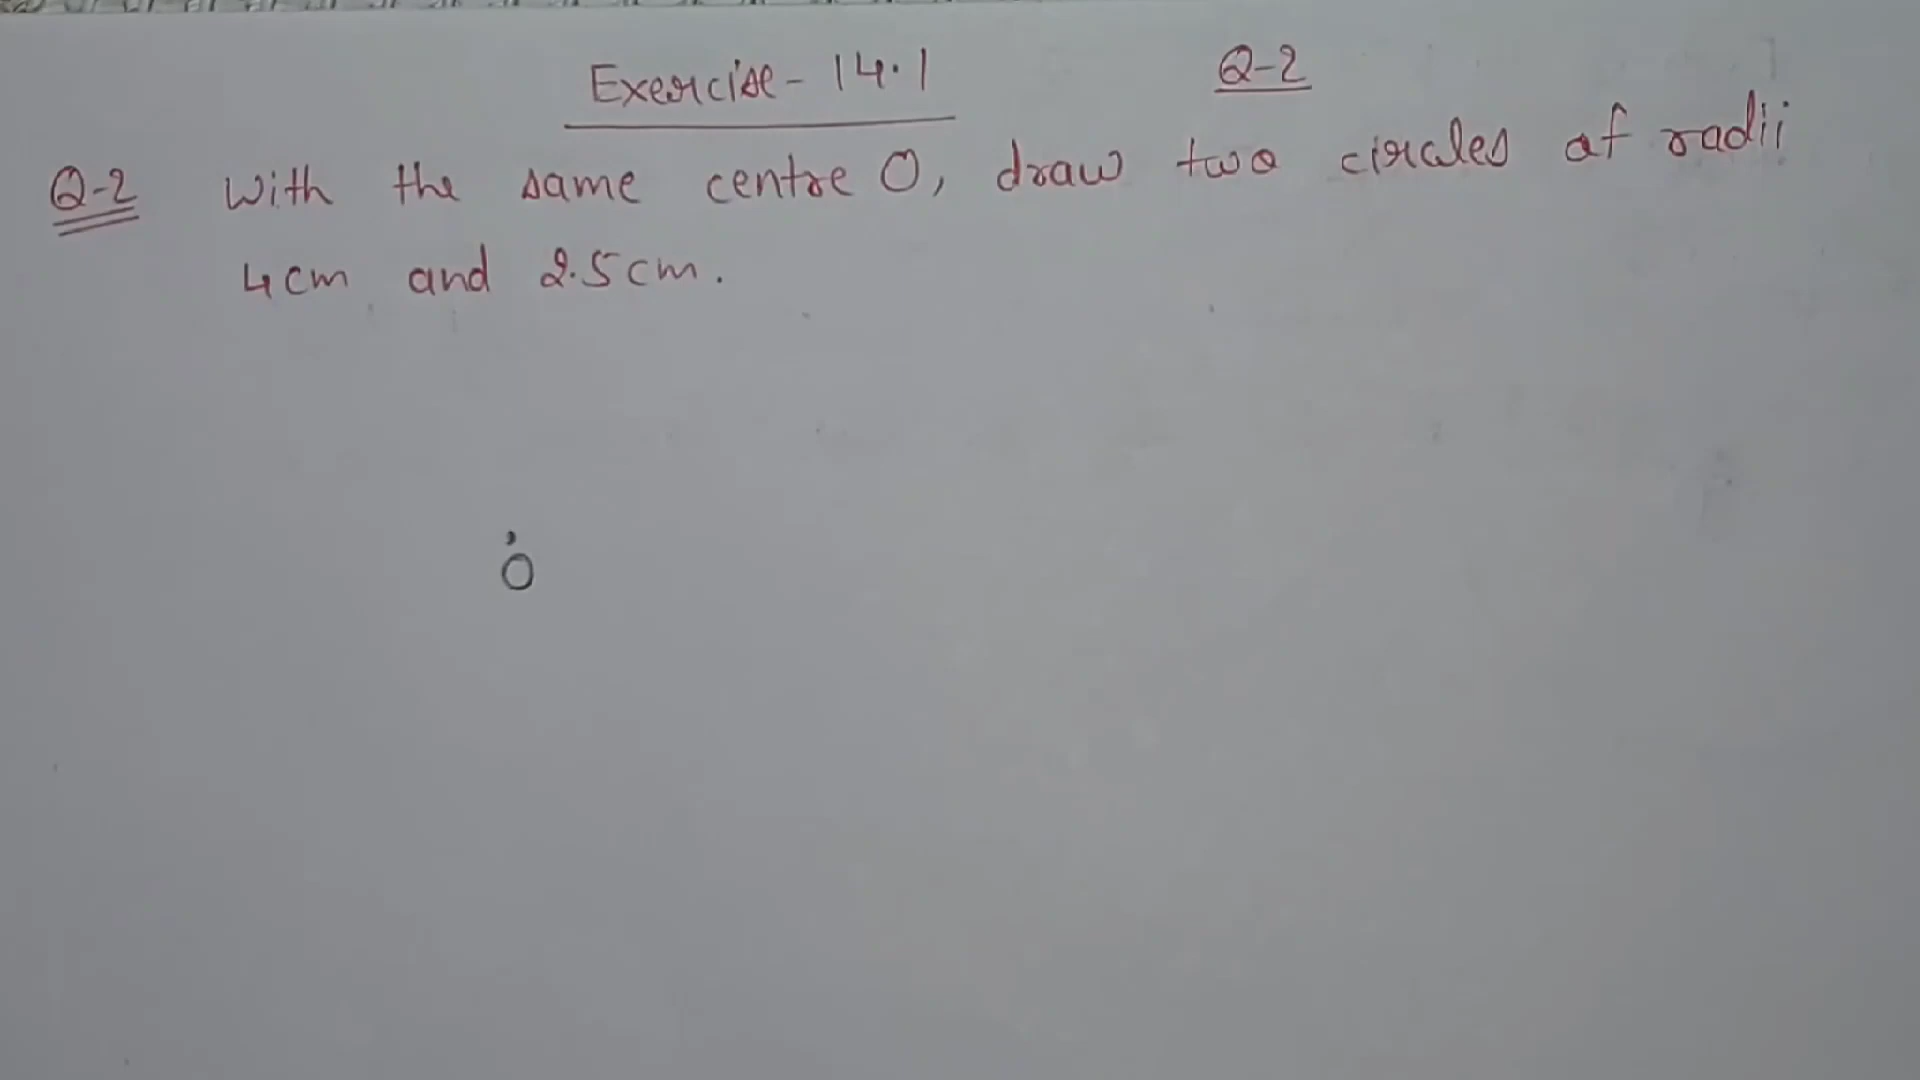 Exercise - 14.1 Q-2
Q-2 With the same centre O, draw two circles of radii
4cm and 2.5cm.
O